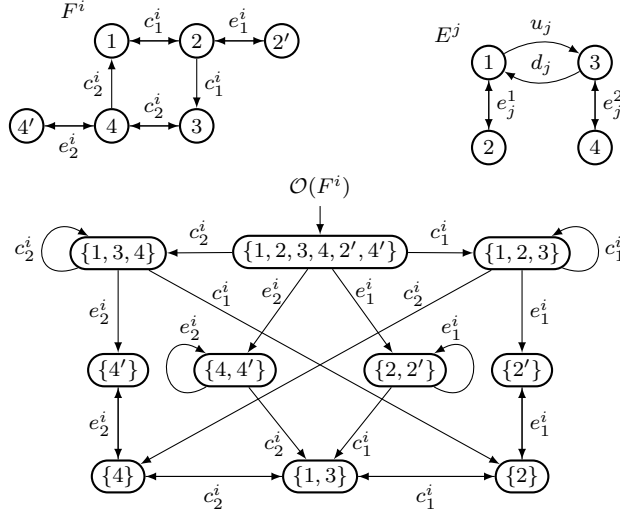 F^i
E^j
1 c_1^i 2 e_1^i 2′
u_j
1 3
d_j
c_2^i c_1^i
e_j^1 e_j^2
4′ e_2^i 4 c_2^i 3
2 4
𝒪(F^i)
c_2^i {1, 3, 4} c_2^i {1, 2, 3, 4, 2′, 4′} c_1^i {1, 2, 3} c_1^i
e_2^i c_1^i e_2^i e_1^i c_2^i e_1^i
e_2^i e_1^i
{4′} {4, 4′} {2, 2′} {2′}
e_2^i c_2^i c_1^i e_1^i
{4} c_2^i {1, 3} c_1^i {2}